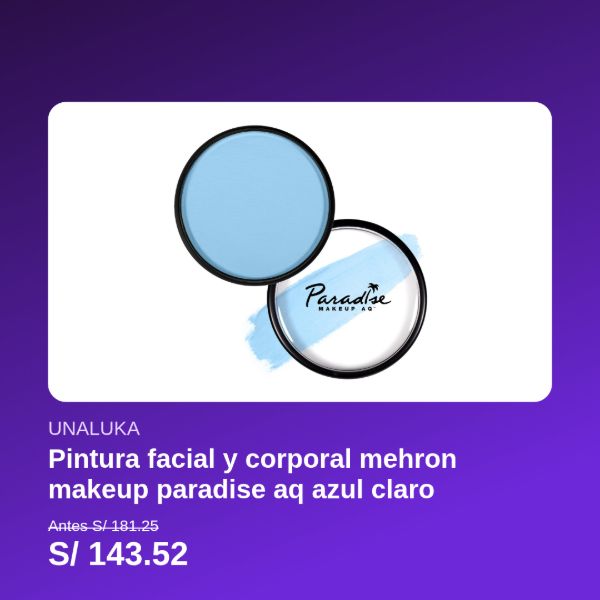 Paradise
MAKEUP AQ
UNALUKA
Pintura facial y corporal mehron
makeup paradise aq azul claro
Antes S/ 181.25
S/ 143.52